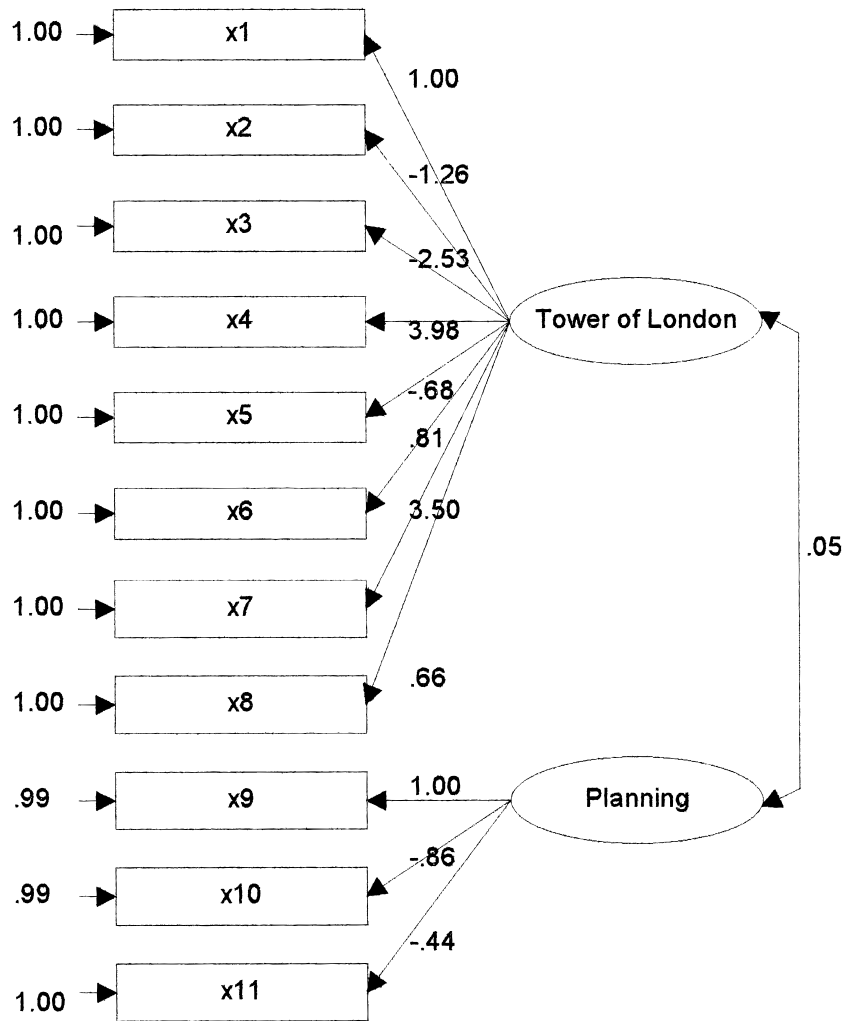 1.00 x1
1.00
1.00 x2
-1.26
x3
1.00
-2.53
1.00 x4 Tower of London
3.98
-.68
1.00 x5
.81
1.00 x6 3.50
.05
1.00 x7
.66
1.00 x8
1.00
.99 x9 Planning
-.86
.99 x10
-.44
x11
1.00